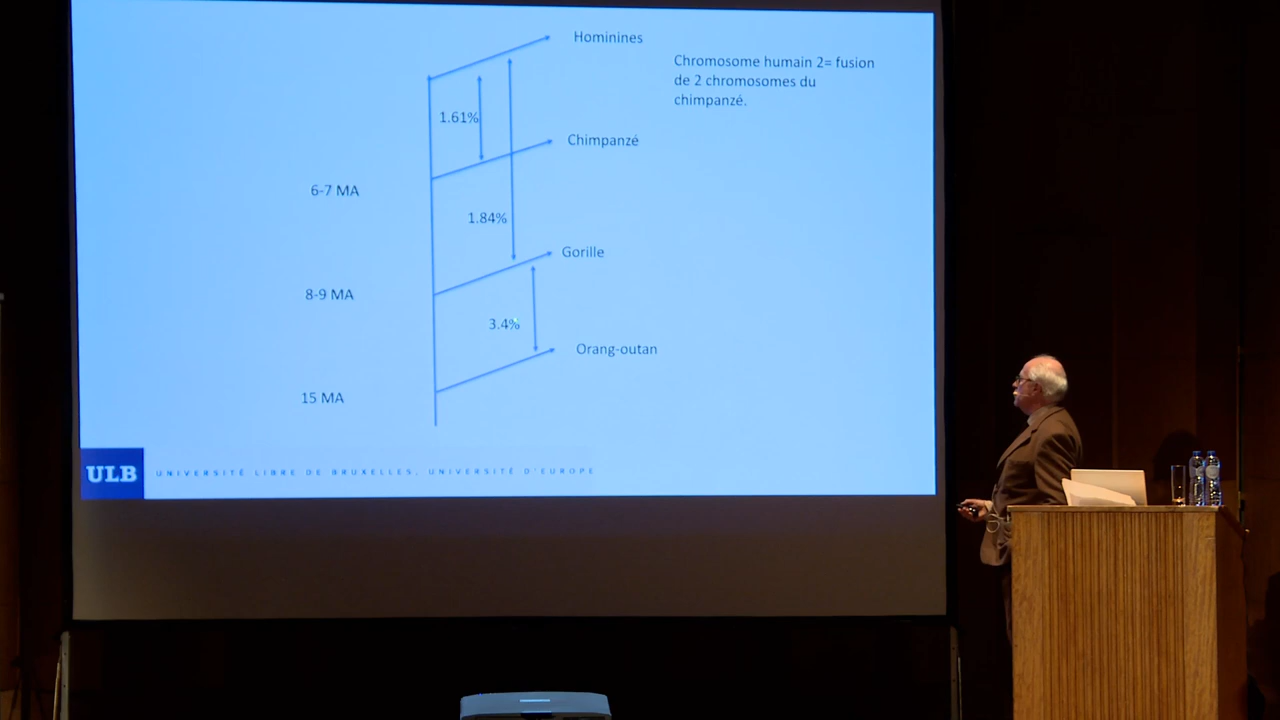 Hominines
Chromosome humain 2= fusion
de 2 chromosomes du
chimpanzé.
1.61%
Chimpanzé
6-7 MA
1.84%
Gorille
8-9 MA
3.4%
Orang-outan
15 MA
ULB
UNIVERSITÉ LIBRE DE BRUXELLES, UNIVERSITÉ D'EUROPE